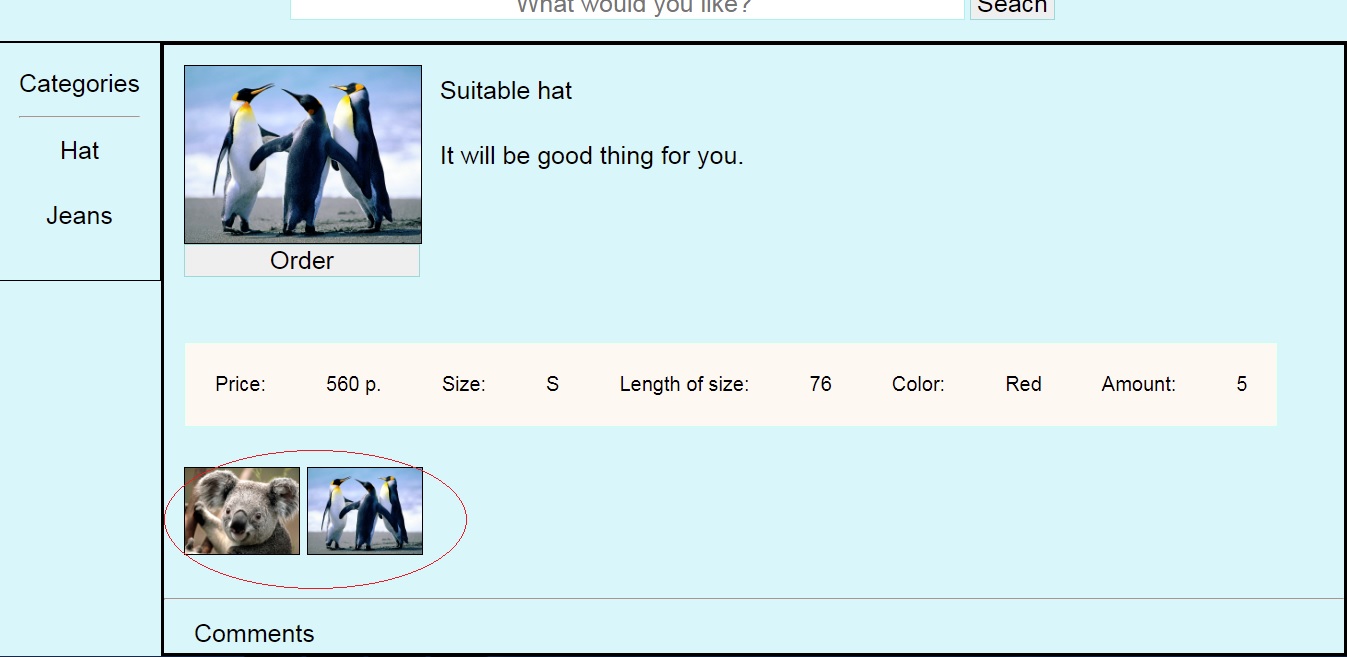 What would you like?
Seach
Categories
Hat
Jeans
Suitable hat
It will be good thing for you.
Order
Price: 560 p. Size: S Length of size: 76 Color: Red Amount: 5
Comments